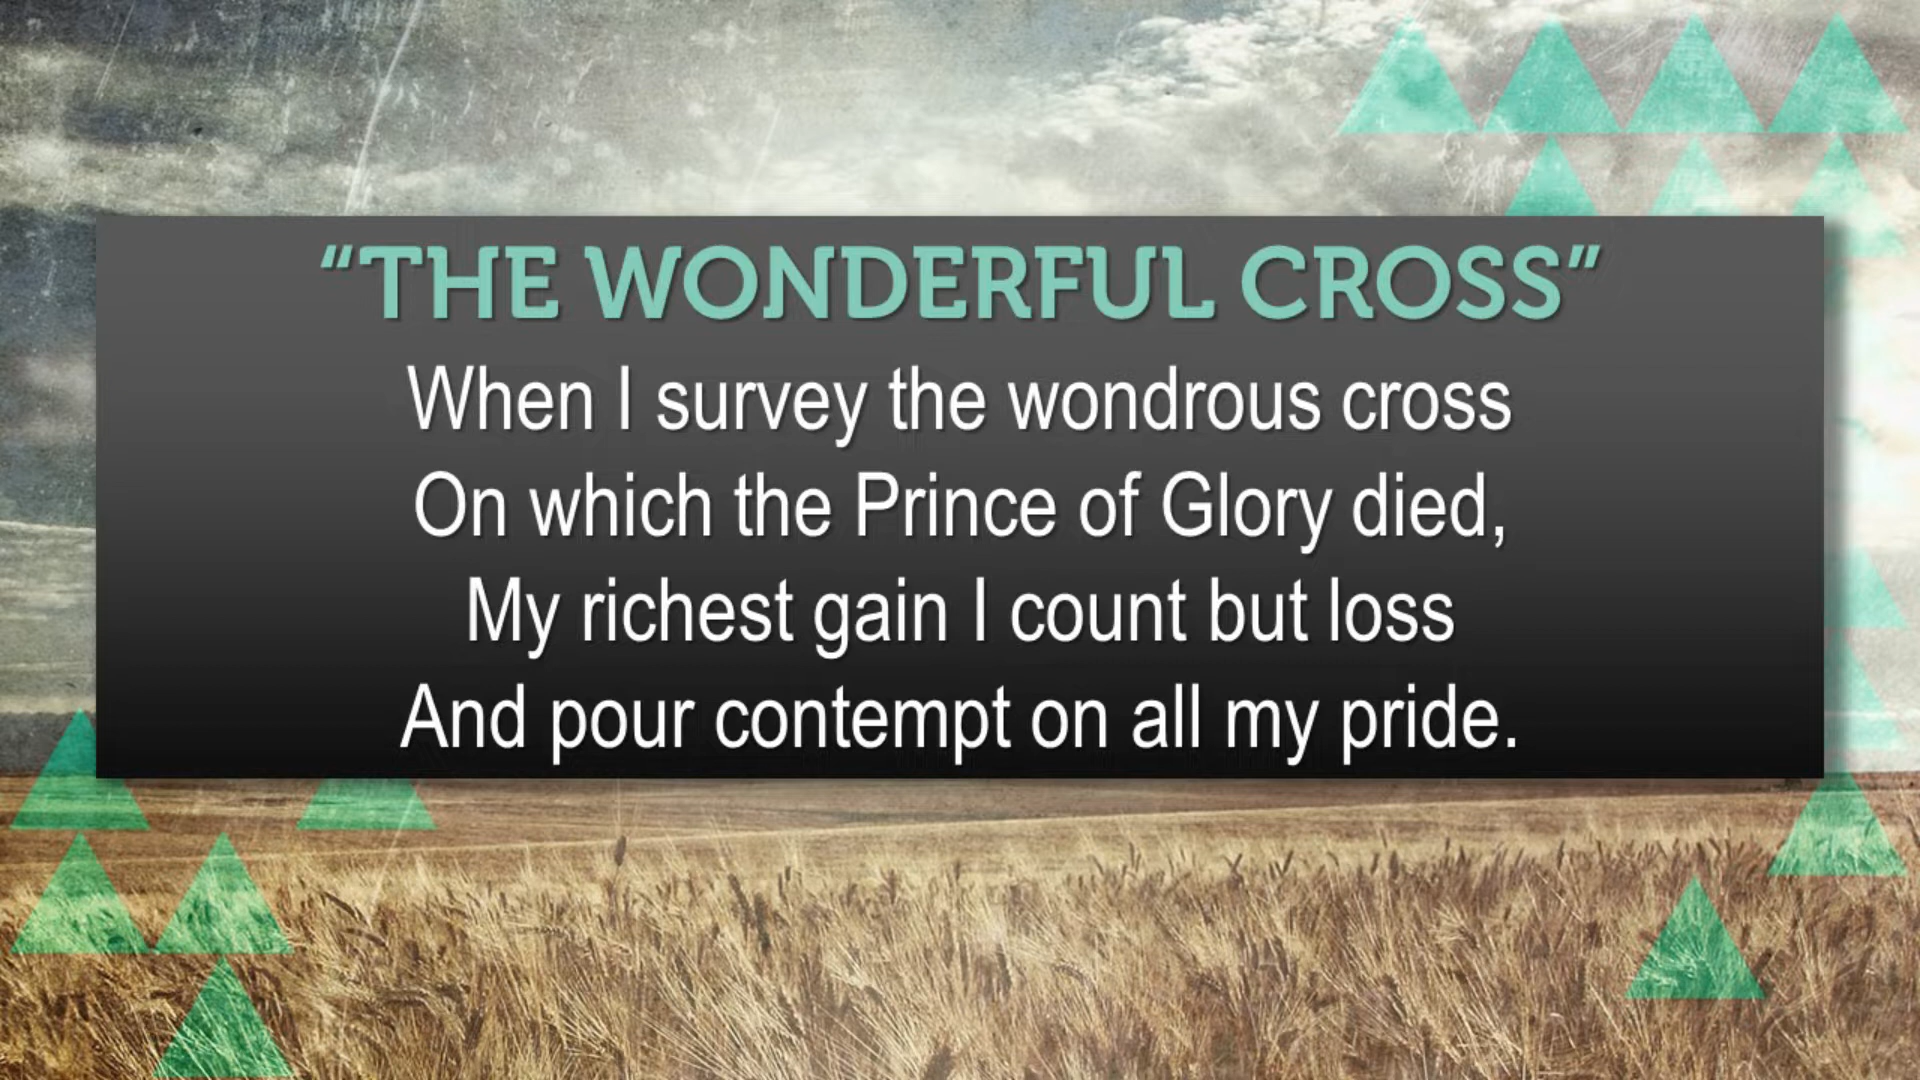 “THE WONDERFUL CROSS”
When I survey the wondrous cross
On which the Prince of Glory died,
My richest gain I count but loss
And pour contempt on all my pride.